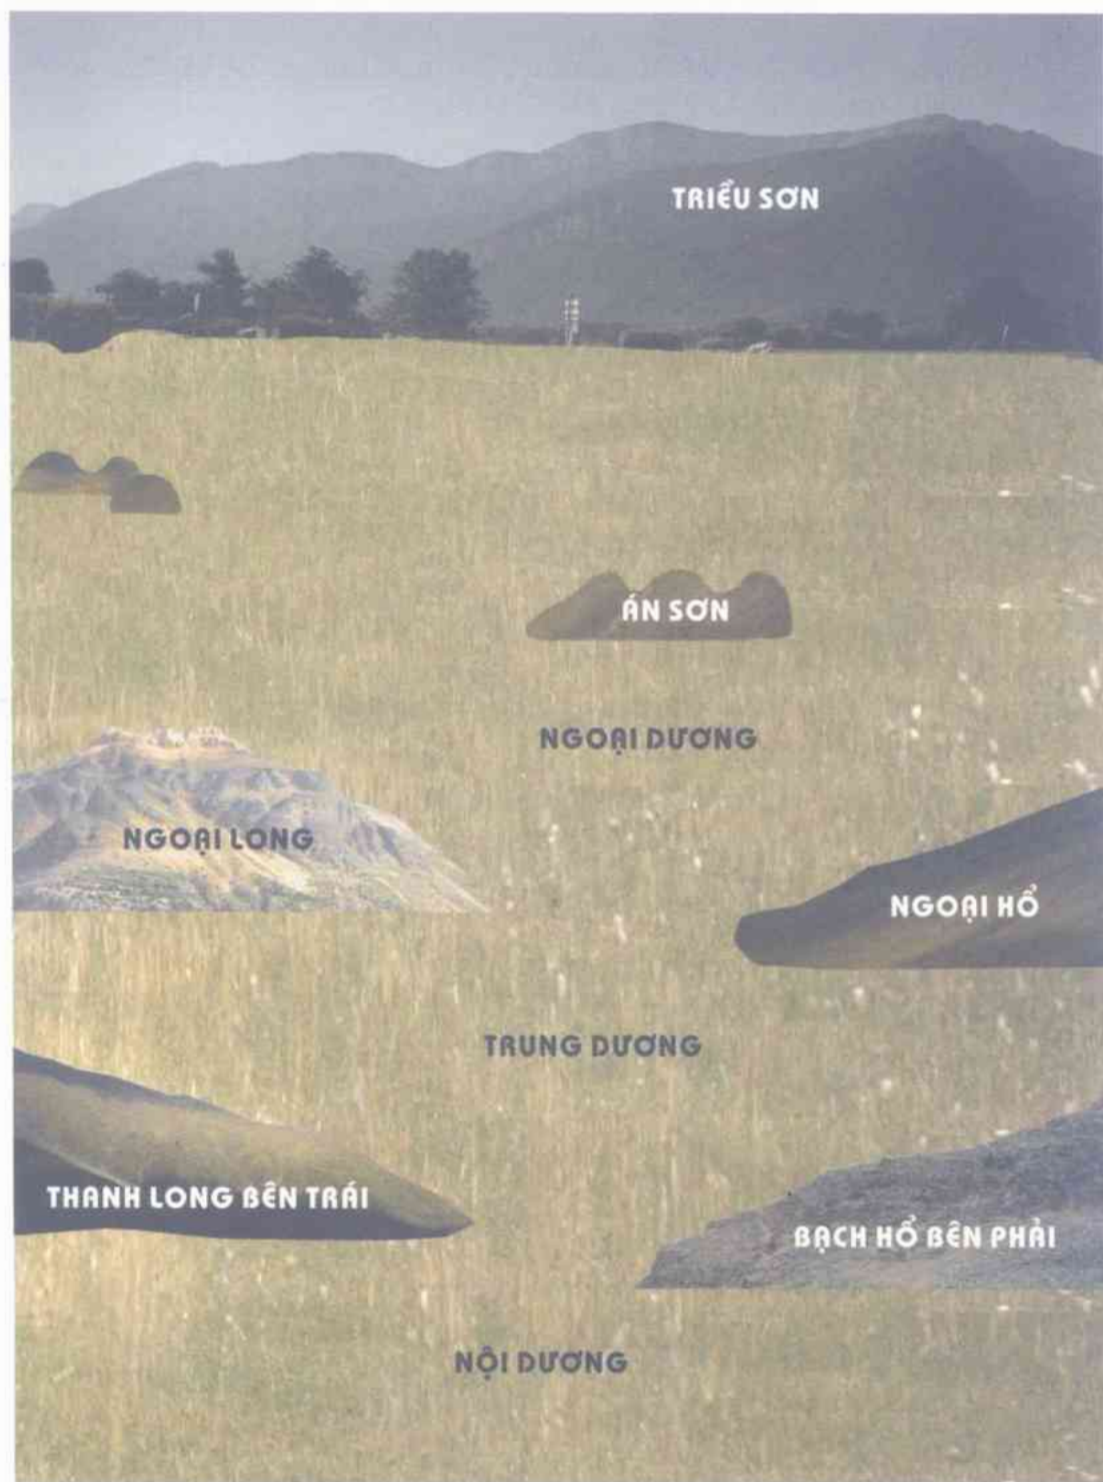 TRIỂU SƠN
ÁN SƠN
NGOẠI DƯƠNG
NGOẠI LONG
NGOẠI HỔ
TRUNG DƯƠNG
THANH LONG BÊN TRÁI
BẠCH HỔ BÊN PHẢI
NỘI DƯƠNG